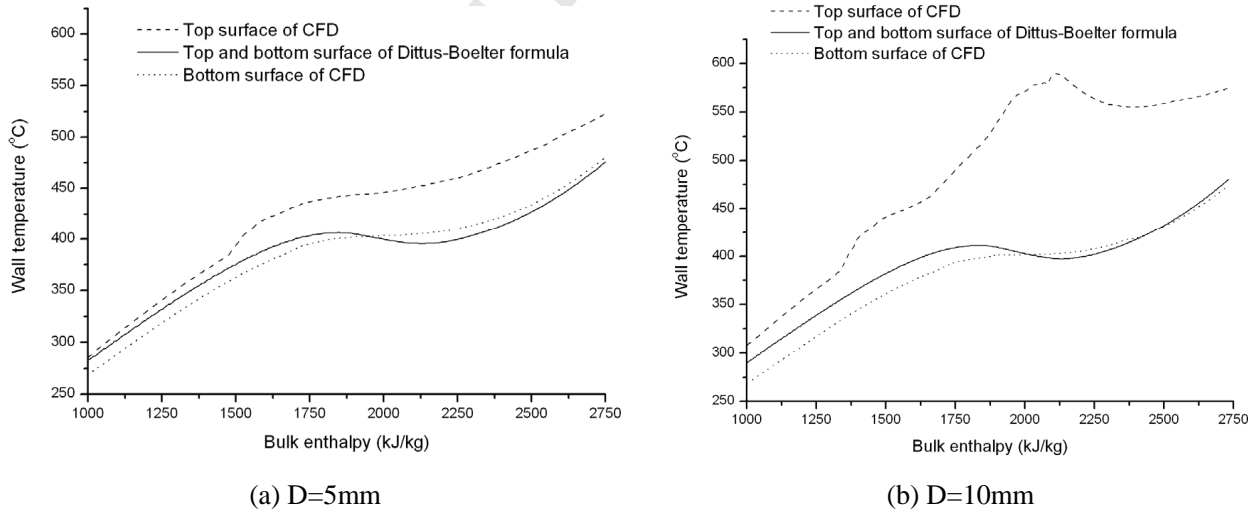 Top surface of CFD
Top and bottom surface of Dittus-Boelter formula
Bottom surface of CFD
600
550
500
450
400
350
300
250
Wall temperature (°C)
1000 1250 1500 1750 2000 2250 2500 2750
Bulk enthalpy (kJ/kg)
(a) D=5mm
Top surface of CFD
Top and bottom surface of Dittus-Boelter formula
Bottom surface of CFD
600
550
500
450
400
350
300
250
Wall temperature (°C)
1000 1250 1500 1750 2000 2250 2500 2750
Bulk enthalpy (kJ/kg)
(b) D=10mm